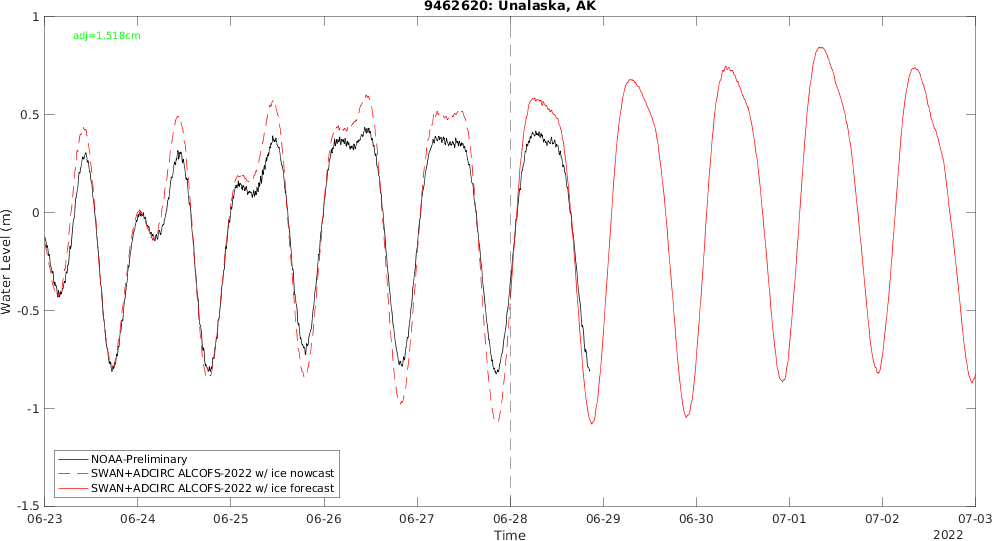 9462620: Unalaska, AK
adj=1.518cm
1
0.5
0
-0.5
-1
-1.5
Water Level (m)
NOAA-Preliminary
SWAN+ADCIRC ALCOFS-2022 w/ ice nowcast
SWAN+ADCIRC ALCOFS-2022 w/ ice forecast
06-23 06-24 06-25 06-26 06-27 06-28 06-29 06-30 07-01 07-02 07-03
Time
2022